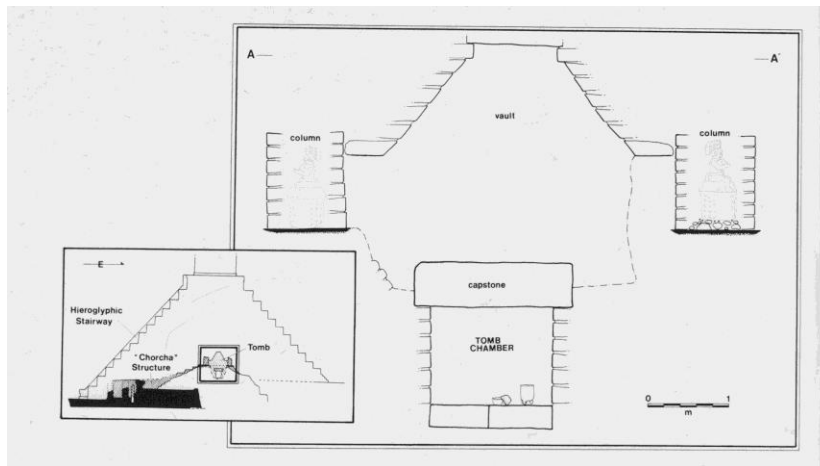 A
A'
vault
column
column
capstone
TOMB
CHAMBER
0 1
m
E
Hieroglyphic
Stairway
"Chorcha"
Structure
Tomb